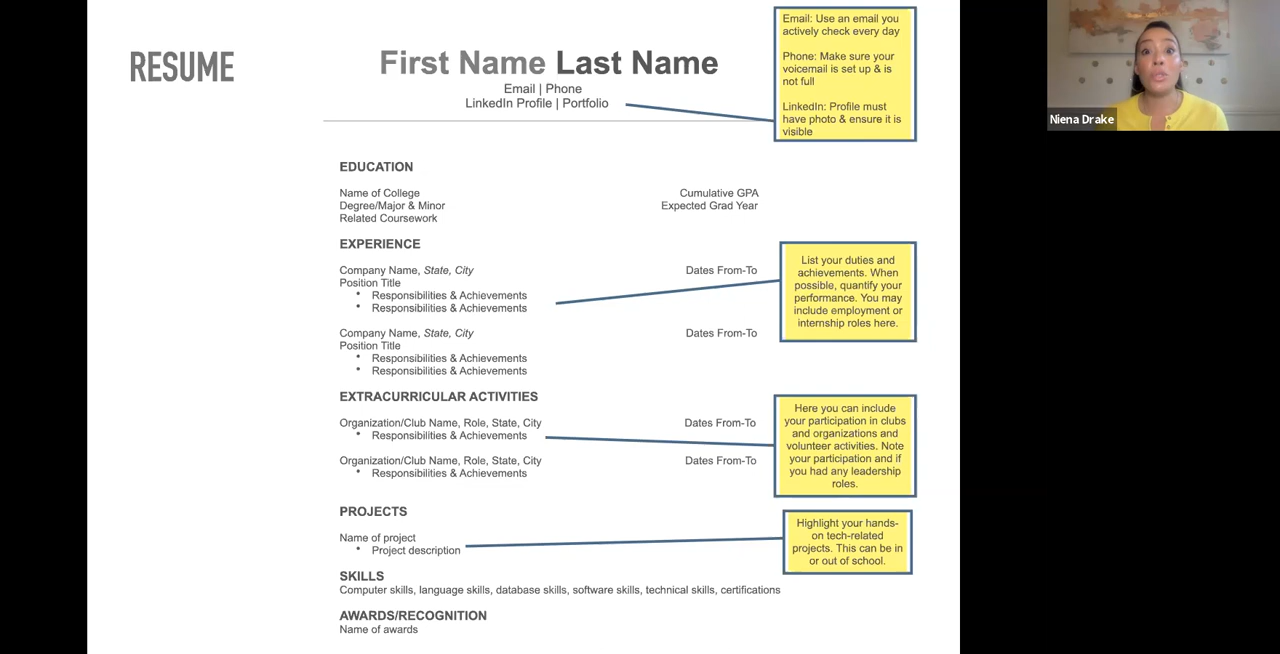 RESUME
First Name Last Name
Email | Phone
LinkedIn Profile | Portfolio
Email: Use an email you
actively check every day
Phone: Make sure your
voicemail is set up & is
not full
LinkedIn: Profile must
have photo & ensure it is
visible
Niena Drake
EDUCATION
Name of College Cumulative GPA
Degree/Major & Minor Expected Grad Year
Related Coursework
EXPERIENCE
Company Name, State, City Dates From-To
Position Title
• Responsibilities & Achievements
• Responsibilities & Achievements
List your duties and
achievements. When
possible, quantify your
performance. You may
include employment or
internship roles here.
Company Name, State, City Dates From-To
Position Title
• Responsibilities & Achievements
• Responsibilities & Achievements
EXTRACURRICULAR ACTIVITIES
Organization/Club Name, Role, State, City Dates From-To
• Responsibilities & Achievements
Organization/Club Name, Role, State, City Dates From-To
• Responsibilities & Achievements
Here you can include
your participation in clubs
and organizations and
volunteer activities. Note
your participation and if
you had any leadership
roles.
PROJECTS
Name of project
• Project description
Highlight your hands-
on tech-related
projects. This can be in
or out of school.
SKILLS
Computer skills, language skills, database skills, software skills, technical skills, certifications
AWARDS/RECOGNITION
Name of awards